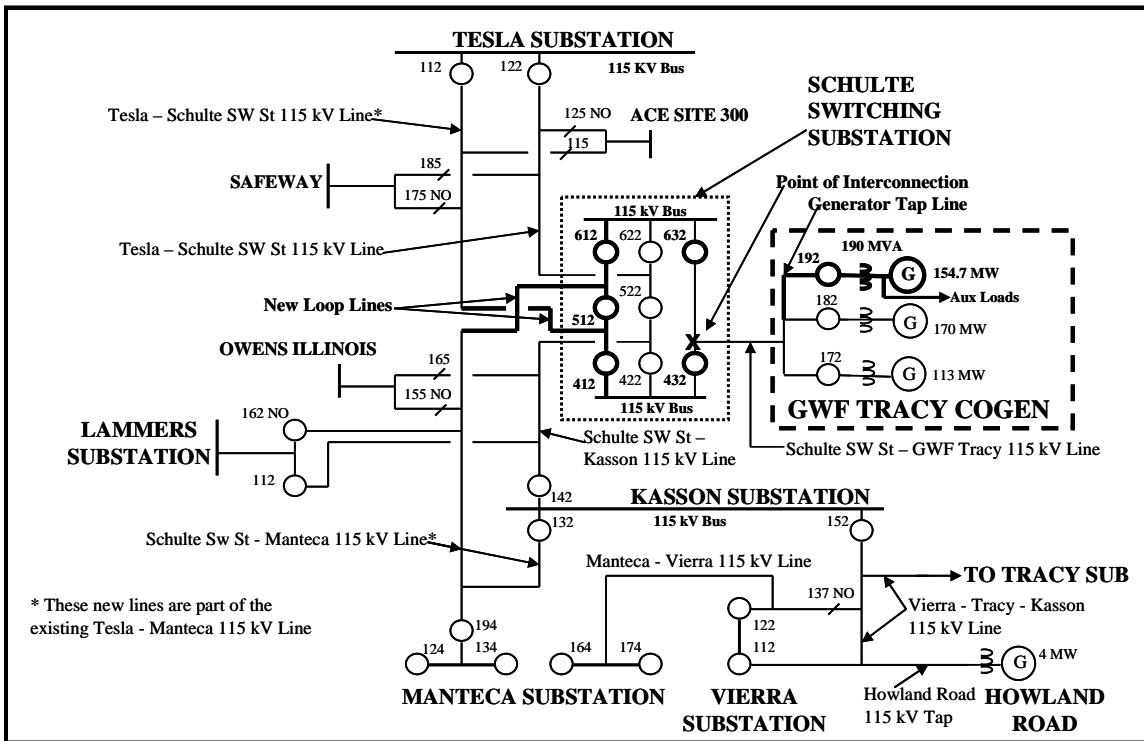 TESLA SUBSTATION
112
122
115 KV Bus
SCHULTE
SWITCHING
SUBSTATION
Tesla – Schulte SW St 115 kV Line*
125 NO
ACE SITE 300
115
185
SAFEWAY
175 NO
Point of Interconnection
Generator Tap Line
115 kV Bus
612
622
632
Tesla – Schulte SW St 115 kV Line
190 MVA
192
G
154.7 MW
Aux Loads
New Loop Lines
522
512
182
G
170 MW
X
OWENS ILLINOIS
165
172
G
113 MW
412
422
432
155 NO
115 kV Bus
GWF TRACY COGEN
162 NO
LAMMERS
SUBSTATION
112
Schulte SW St –
Kasson 115 kV Line
Schulte SW St – GWF Tracy 115 kV Line
142
KASSON SUBSTATION
132
115 kV Bus
152
Schulte Sw St - Manteca 115 kV Line*
Manteca - Vierra 115 kV Line
TO TRACY SUB
137 NO
* These new lines are part of the
existing Tesla - Manteca 115 kV Line
Vierra - Tracy - Kasson
115 kV Line
122
194
112
124
134
164
174
G
4 MW
MANTECA SUBSTATION
VIERRA
SUBSTATION
Howland Road
115 kV Tap
HOWLAND
ROAD